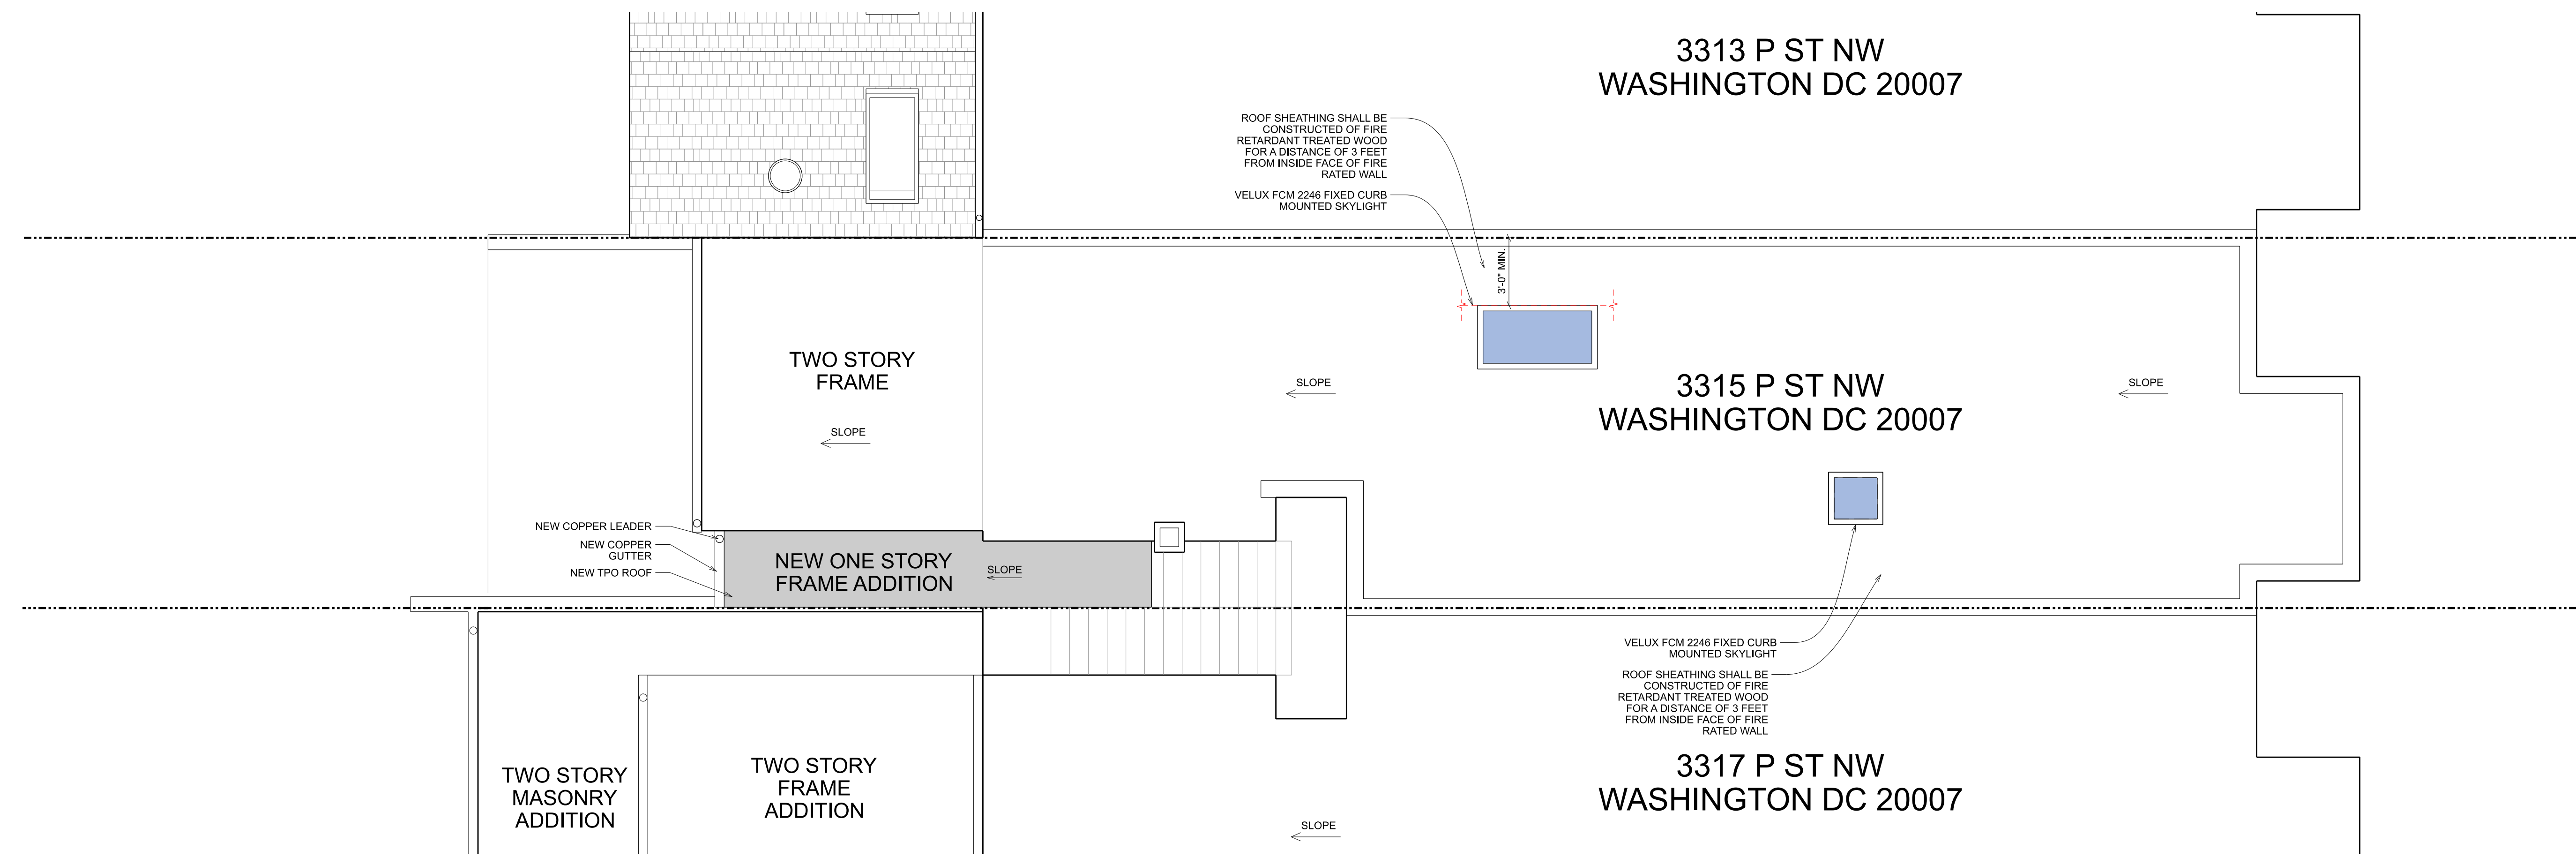 3313 P ST NW
WASHINGTON DC 20007
ROOF SHEATHING SHALL BE
CONSTRUCTED OF FIRE
RETARDANT TREATED WOOD
FOR A DISTANCE OF 3 FEET
FROM INSIDE FACE OF FIRE
RATED WALL
VELUX FCM 2246 FIXED CURB
MOUNTED SKYLIGHT
3'-0" MIN.
TWO STORY
FRAME
SLOPE
SLOPE
3315 P ST NW
WASHINGTON DC 20007
SLOPE
NEW COPPER LEADER
NEW COPPER
GUTTER
NEW TPO ROOF
NEW ONE STORY
FRAME ADDITION
SLOPE
VELUX FCM 2246 FIXED CURB
MOUNTED SKYLIGHT
ROOF SHEATHING SHALL BE
CONSTRUCTED OF FIRE
RETARDANT TREATED WOOD
FOR A DISTANCE OF 3 FEET
FROM INSIDE FACE OF FIRE
RATED WALL
TWO STORY
MASONRY
ADDITION
TWO STORY
FRAME
ADDITION
3317 P ST NW
WASHINGTON DC 20007
SLOPE